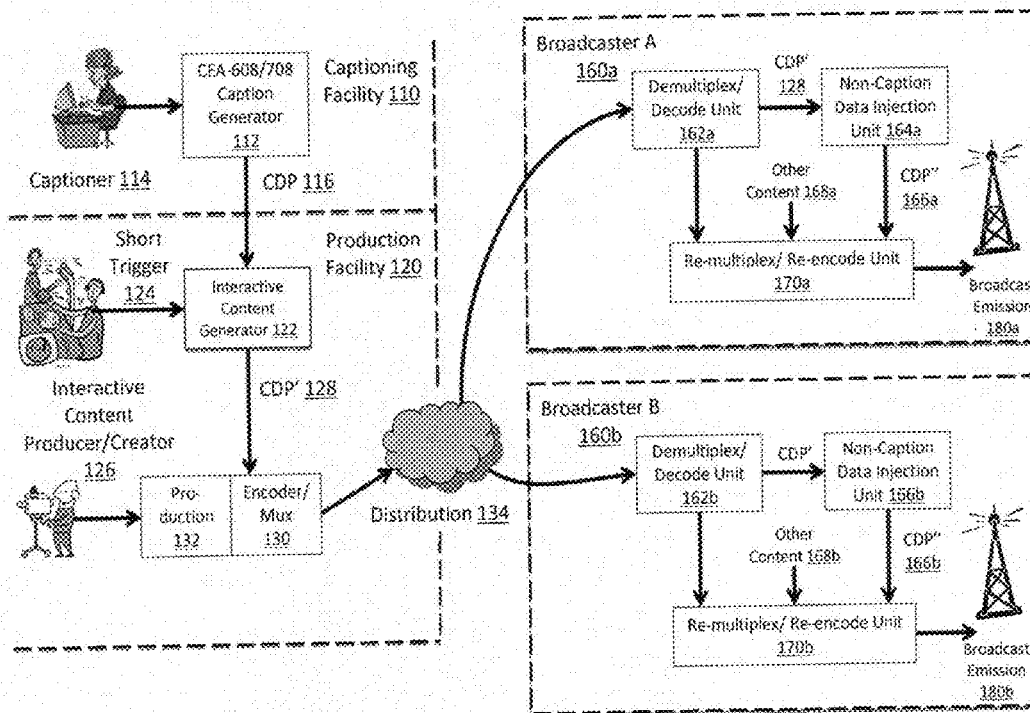 CEA-608/708
Caption
Generator
112
Captioning
Facility 110
Captioner 114
CDP 116
Short
Trigger
124
Production
Facility 120
Interactive
Content
Generator 122
CDP' 128
Interactive
Content
Producer/Creator
126
Pro-
duction
132
Encoder/
Mux
130
Distribution 134
Broadcaster A
160a
Demultiplex/
Decode Unit
162a
CDP'
128
Non-Caption
Data Injection
Unit 164a
Other
Content 168a
CDP''
166a
Re-multiplex/ Re-encode Unit
170a
Broadcast
Emission
180a
Broadcaster B
160b
Demultiplex/
Decode Unit
162b
CDP'
Non-Caption
Data Injection
Unit 166b
Other
Content 168b
CDP''
166b
Re-multiplex/ Re-encode Unit
170b
Broadcast
Emission
180b